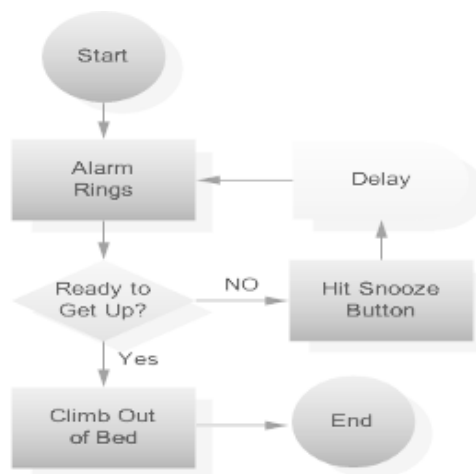 Start
Alarm
Rings
Delay
Ready to
Get Up?
NO
Hit Snooze
Button
Yes
Climb Out
of Bed
End